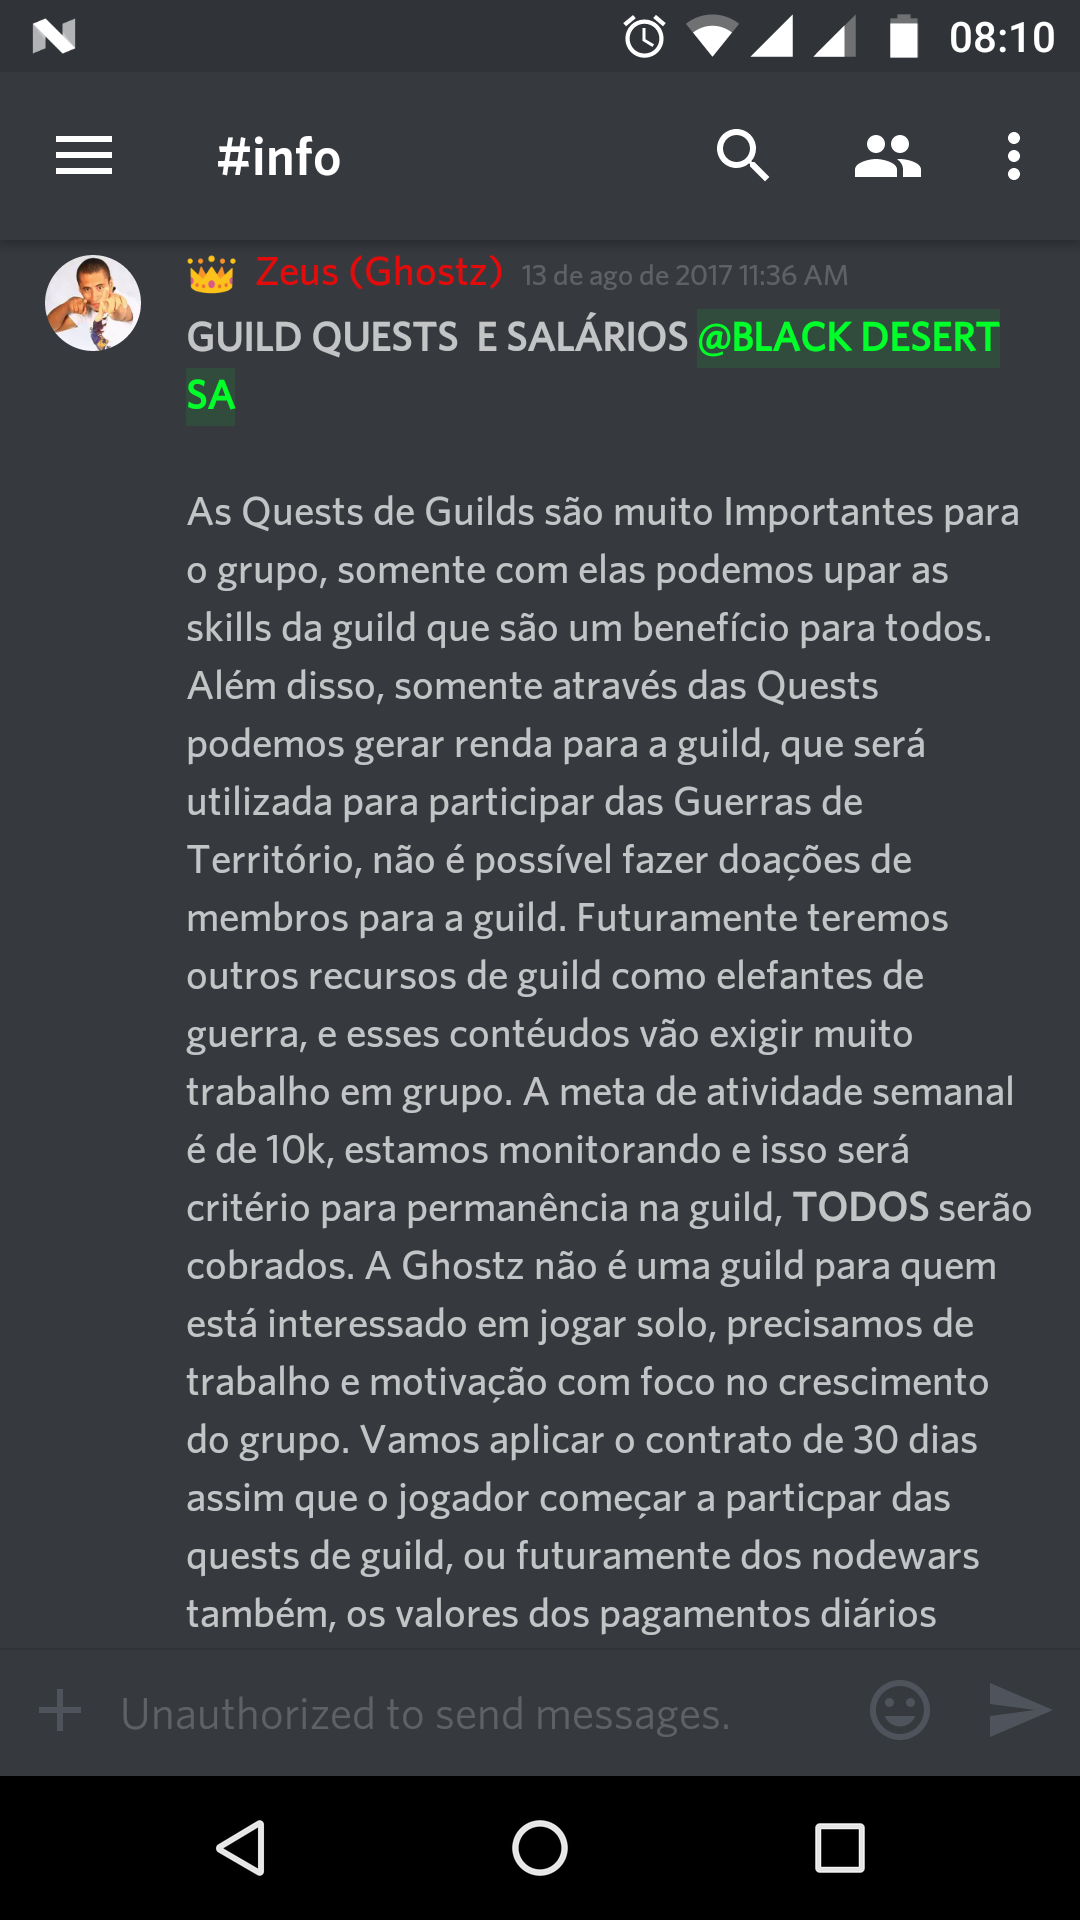 08:10
#info
Zeus (Ghostz) 13 de ago de 2017 11:36 AM
GUILD QUESTS E SALÁRIOS @BLACK DESERT
SA
As Quests de Guilds são muito Importantes para
o grupo, somente com elas podemos upar as
skills da guild que são um benefício para todos.
Além disso, somente através das Quests
podemos gerar renda para a guild, que será
utilizada para participar das Guerras de
Território, não é possível fazer doações de
membros para a guild. Futuramente teremos
outros recursos de guild como elefantes de
guerra, e esses contéudos vão exigir muito
trabalho em grupo. A meta de atividade semanal
é de 10k, estamos monitorando e isso será
critério para permanência na guild, TODOS serão
cobrados. A Ghostz não é uma guild para quem
está interessado em jogar solo, precisamos de
trabalho e motivação com foco no crescimento
do grupo. Vamos aplicar o contrato de 30 dias
assim que o jogador começar a particpar das
quests de guild, ou futuramente dos nodewars
também, os valores dos pagamentos diários
Unauthorized to send messages.